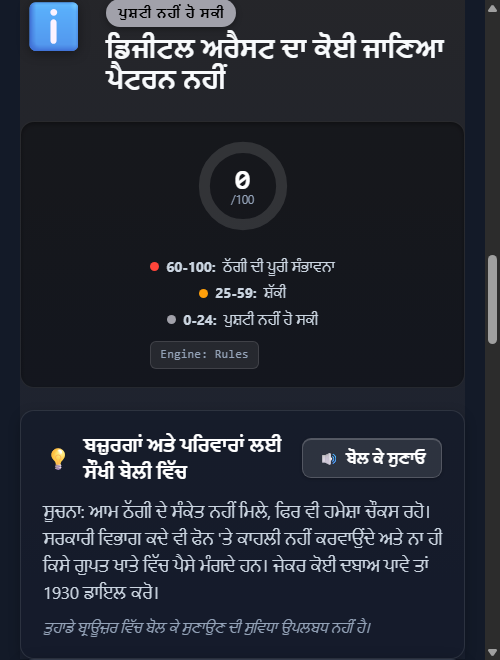 ਪੁਸ਼ਟੀ ਨਹੀਂ ਹੋ ਸਕੀ
ਡਿਜੀਟਲ ਅਰੈਸਟ ਦਾ ਕੋਈ ਜਾਣਿਆ
ਪੈਟਰਨ ਨਹੀਂ
0
/100
60-100: ਠੱਗੀ ਦੀ ਪੂਰੀ ਸੰਭਾਵਨਾ
25-59: ਸ਼ੱਕੀ
0-24: ਪੁਸ਼ਟੀ ਨਹੀਂ ਹੋ ਸਕੀ
Engine: Rules
ਬਜ਼ੁਰਗਾਂ ਅਤੇ ਪਰਿਵਾਰਾਂ ਲਈ
ਸੌਖੀ ਬੋਲੀ ਵਿੱਚ
ਬੋਲ ਕੇ ਸੁਣਾਓ
ਸੂਚਨਾ: ਆਮ ਠੱਗੀ ਦੇ ਸੰਕੇਤ ਨਹੀਂ ਮਿਲੇ, ਫਿਰ ਵੀ ਹਮੇਸ਼ਾ ਚੌਕਸ ਰਹੋ।
ਸਰਕਾਰੀ ਵਿਭਾਗ ਕਦੇ ਵੀ ਫੋਨ 'ਤੇ ਕਾਹਲੀ ਨਹੀਂ ਕਰਵਾਉਂਦੇ ਅਤੇ ਨਾ ਹੀ
ਕਿਸੇ ਗੁਪਤ ਖਾਤੇ ਵਿੱਚ ਪੈਸੇ ਮੰਗਦੇ ਹਨ। ਜੇਕਰ ਕੋਈ ਦਬਾਅ ਪਾਵੇ ਤਾਂ
1930 ਡਾਇਲ ਕਰੋ।
ਤੁਹਾਡੇ ਬ੍ਰਾਊਜ਼ਰ ਵਿੱਚ ਬੋਲ ਕੇ ਸੁਣਾਉਣ ਦੀ ਸੁਵਿਧਾ ਉਪਲਬਧ ਨਹੀਂ ਹੈ।